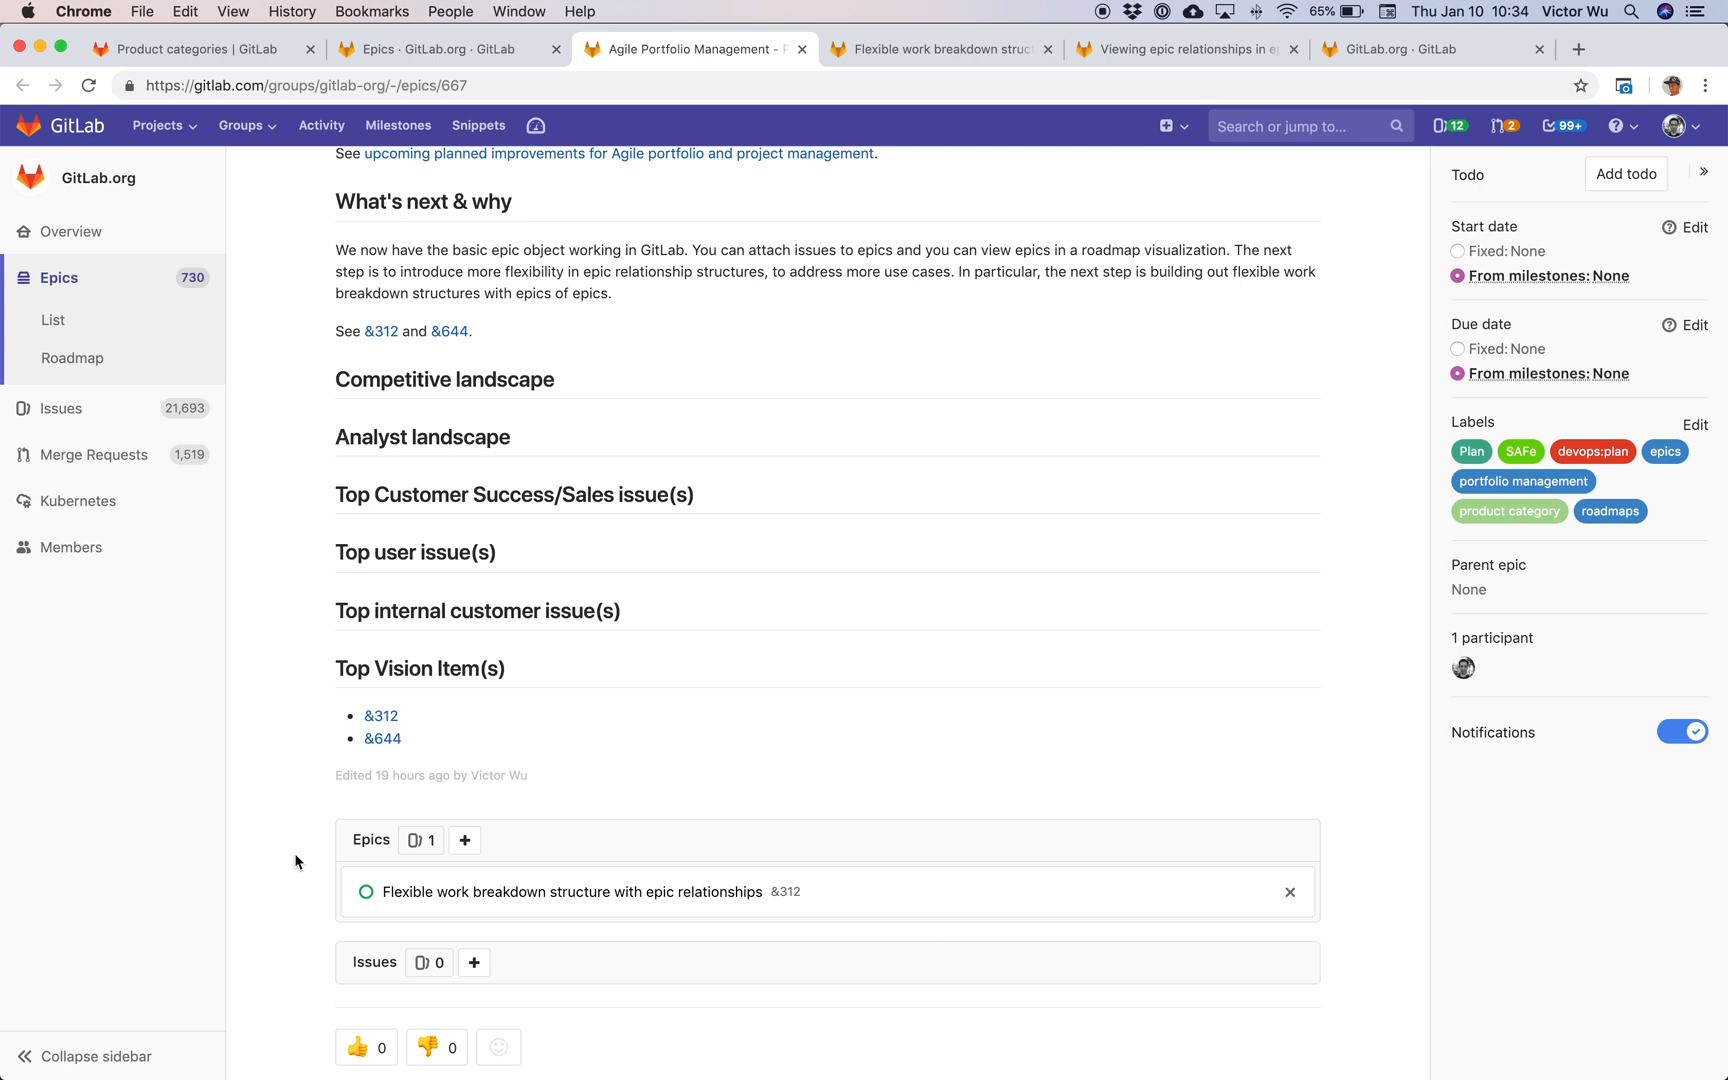 Chrome File Edit View History Bookmarks People Window Help 65% Thu Jan 10 10:34 Victor Wu
Product categories | GitLab
Epics · GitLab.org · GitLab
Agile Portfolio Management -
Flexible work breakdown struct
Viewing epic relationships in e
GitLab.org · GitLab
https://gitlab.com/groups/gitlab-org/-/epics/667
GitLab Projects Groups Activity Milestones Snippets Search or jump to... 12 2 99+
GitLab.org
Overview
Epics 730
List
Roadmap
Issues 21,693
Merge Requests 1,519
Kubernetes
Members
Collapse sidebar
See upcoming planned improvements for Agile portfolio and project management.
What's next & why
We now have the basic epic object working in GitLab. You can attach issues to epics and you can view epics in a roadmap visualization. The next
step is to introduce more flexibility in epic relationship structures, to address more use cases. In particular, the next step is building out flexible work
breakdown structures with epics of epics.
See &312 and &644.
Competitive landscape
Analyst landscape
Top Customer Success/Sales issue(s)
Top user issue(s)
Top internal customer issue(s)
Top Vision Item(s)
&312
&644
Edited 19 hours ago by Victor Wu
Epics 1 +
Flexible work breakdown structure with epic relationships &312
Issues 0 +
0 0
Todo Add todo
Start date Edit
Fixed: None
From milestones: None
Due date Edit
Fixed: None
From milestones: None
Labels Edit
Plan SAFe devops:plan epics
portfolio management
product category roadmaps
Parent epic
None
1 participant
Notifications